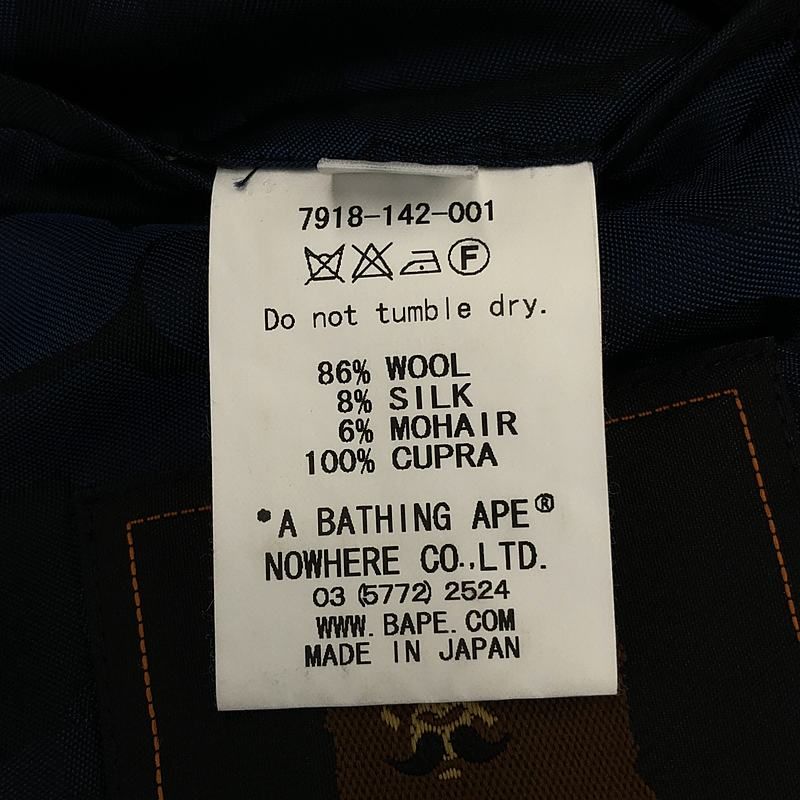 7918-142-001
F
Do not tumble dry.
86% WOOL
8% SILK
6% MOHAIR
100% CUPRA
*A BATHING APE®
NOWHERE CO.,LTD.
03 (5772) 2524
WWW. BAPE. COM
MADE IN JAPAN